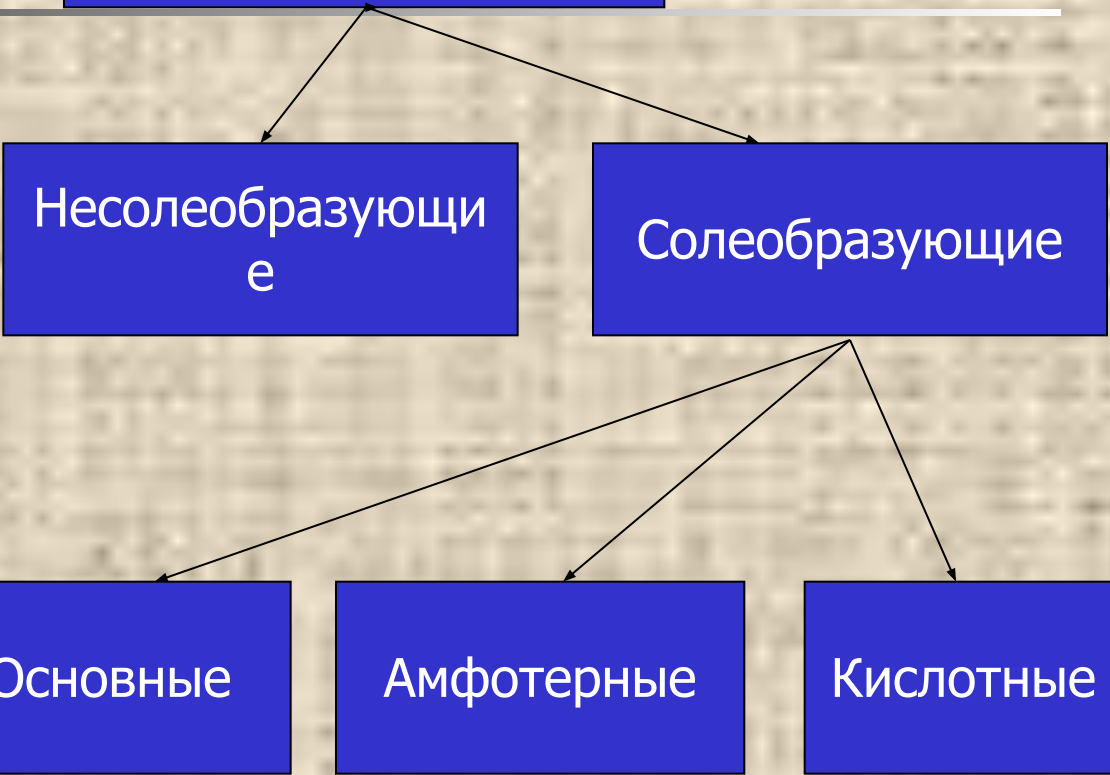 Несолеобразующи
е
Солеобразующие
Основные
Амфотерные
Кислотные